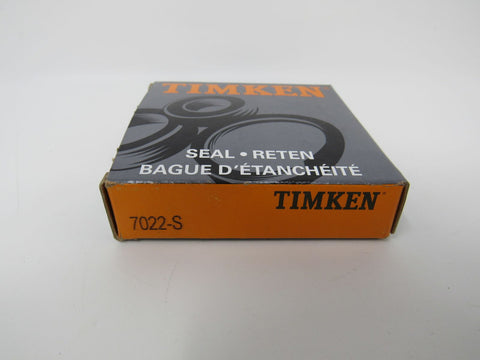 TIMKEN
SEAL • RETEN
BAGUE D'ÉTANCHÉITÉ
TIMKEN
7022-S